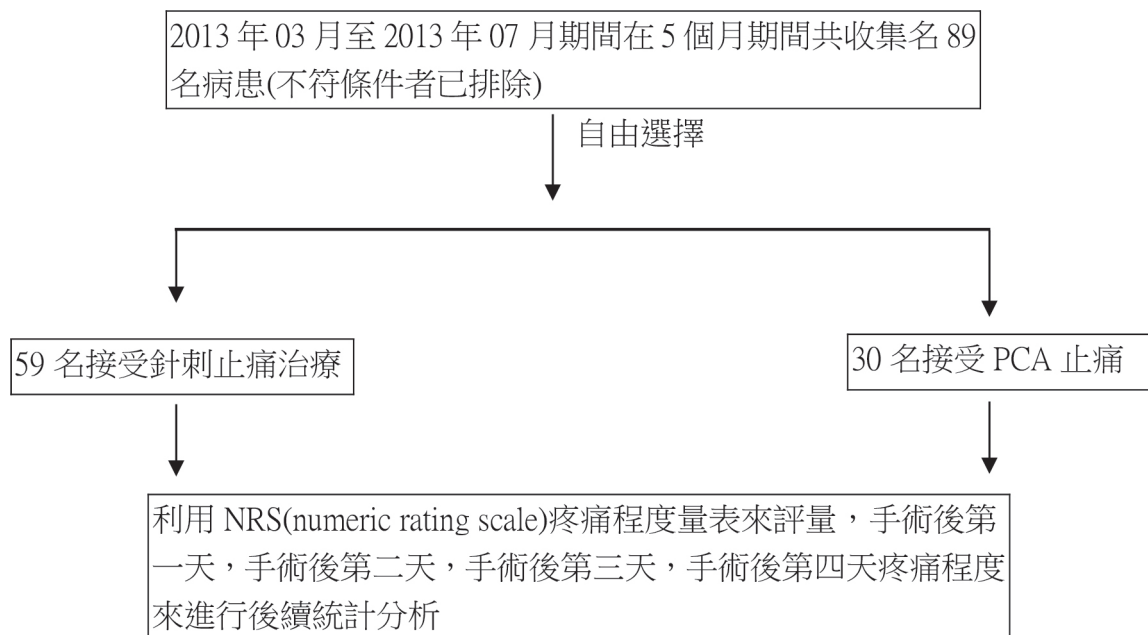 2013 年 03 月至 2013 年 07 月期間在 5 個月期間共收集名 89
名病患(不符條件者已排除)
自由選擇
59 名接受針刺止痛治療
30 名接受 PCA 止痛
利用 NRS(numeric rating scale)疼痛程度量表來評量，手術後第
一天，手術後第二天，手術後第三天，手術後第四天疼痛程度
來進行後續統計分析